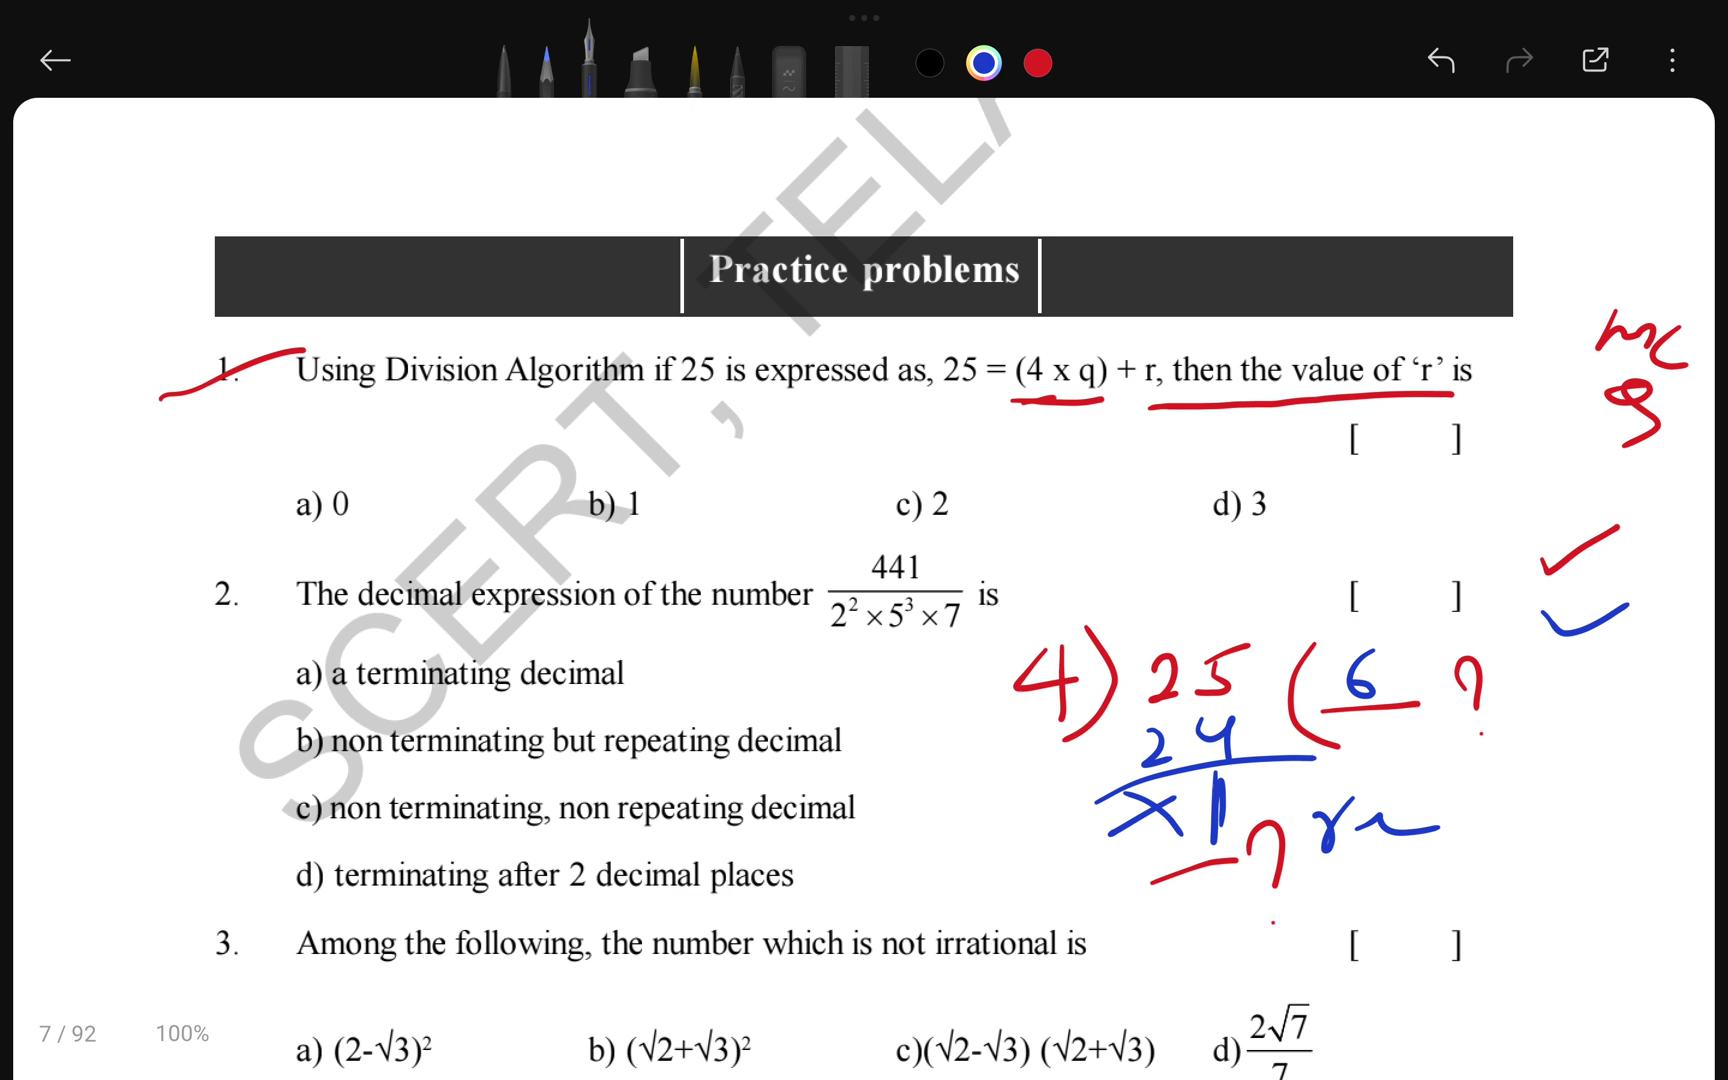 SCERT, TELA
Practice problems
1. Using Division Algorithm if 25 is expressed as, 25 = (4 x q) + r, then the value of ‘r’ is
[ ]
a) 0 b) 1 c) 2 d) 3
2. The decimal expression of the number 441 / 2² × 5³ × 7 is [ ]
a) a terminating decimal
b) non terminating but repeating decimal
c) non terminating, non repeating decimal
d) terminating after 2 decimal places
4) 25 ( 6 ?
24
x 1 ?
3. Among the following, the number which is not irrational is [ ]
a) (2-√3)² b) (√2+√3)² c)(√2-√3) (√2+√3) d) 2√7 / 7
7 / 92 100%